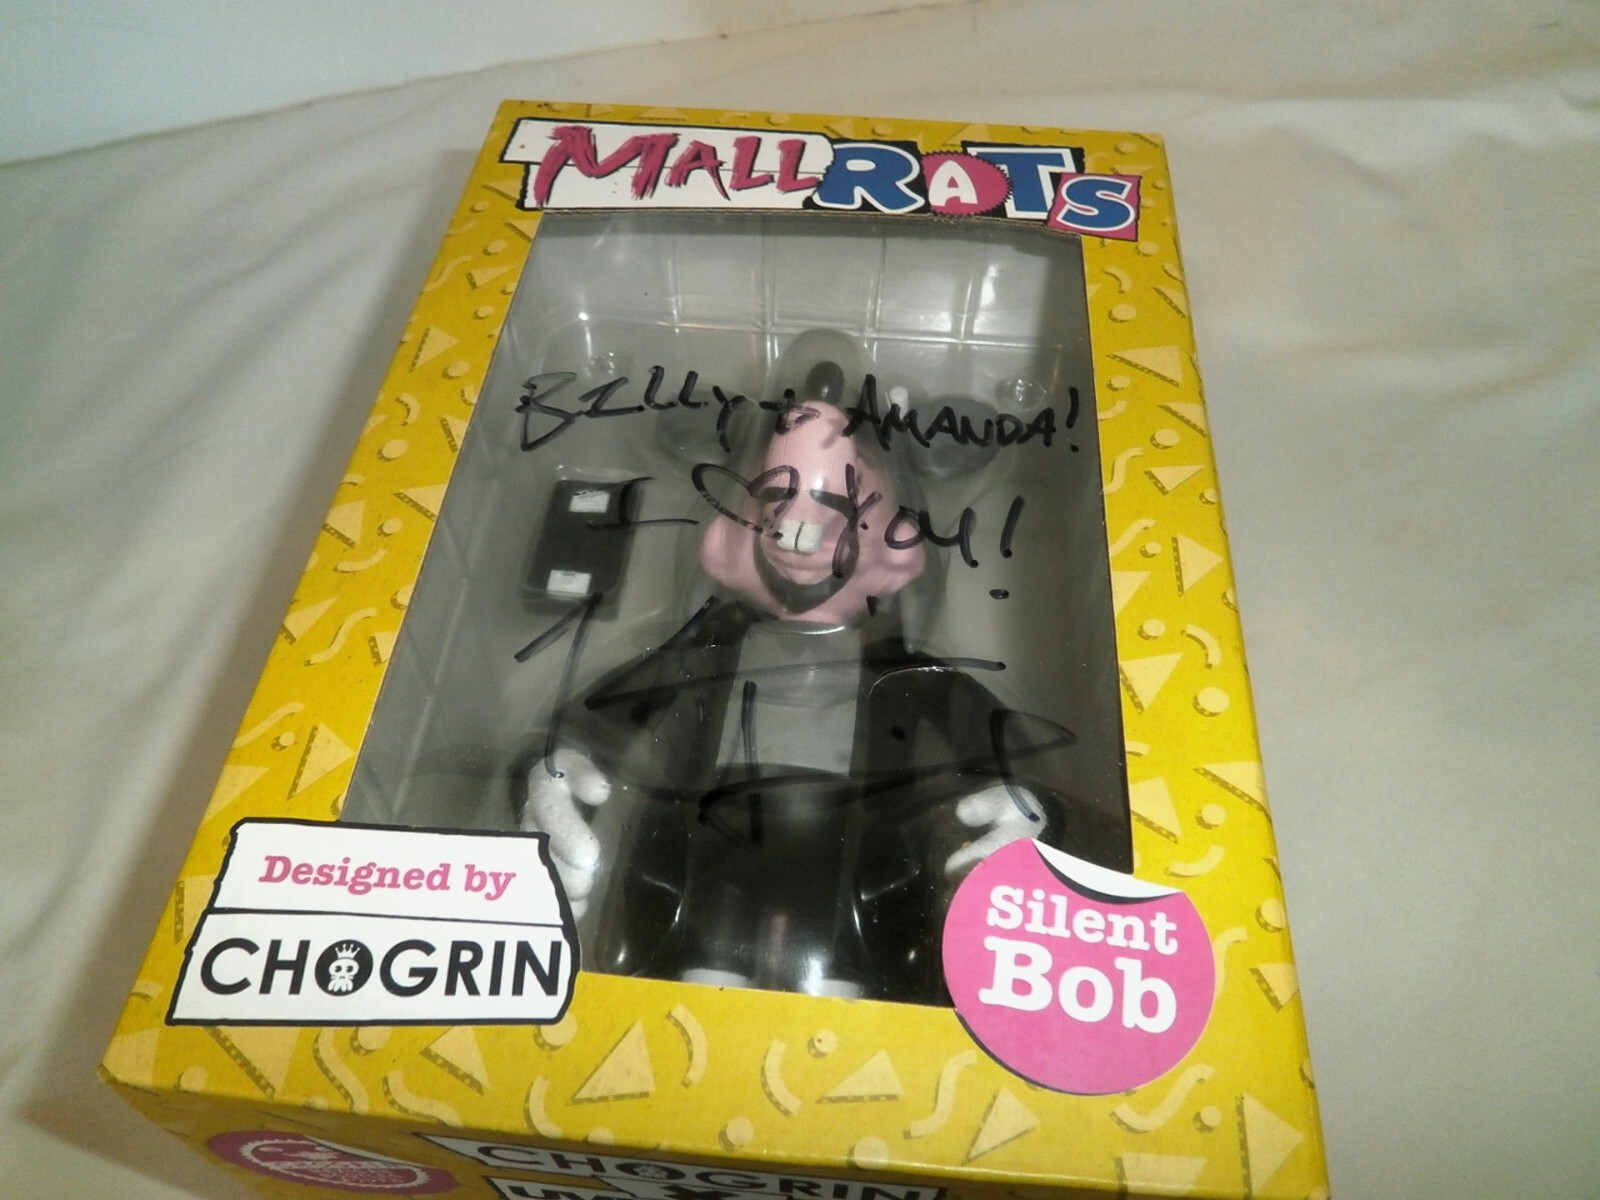 MALLRATS
BILLY + AMANDA!
I ♡ You!
Designed by
CHOGRIN
Silent
Bob
CHOGRIN